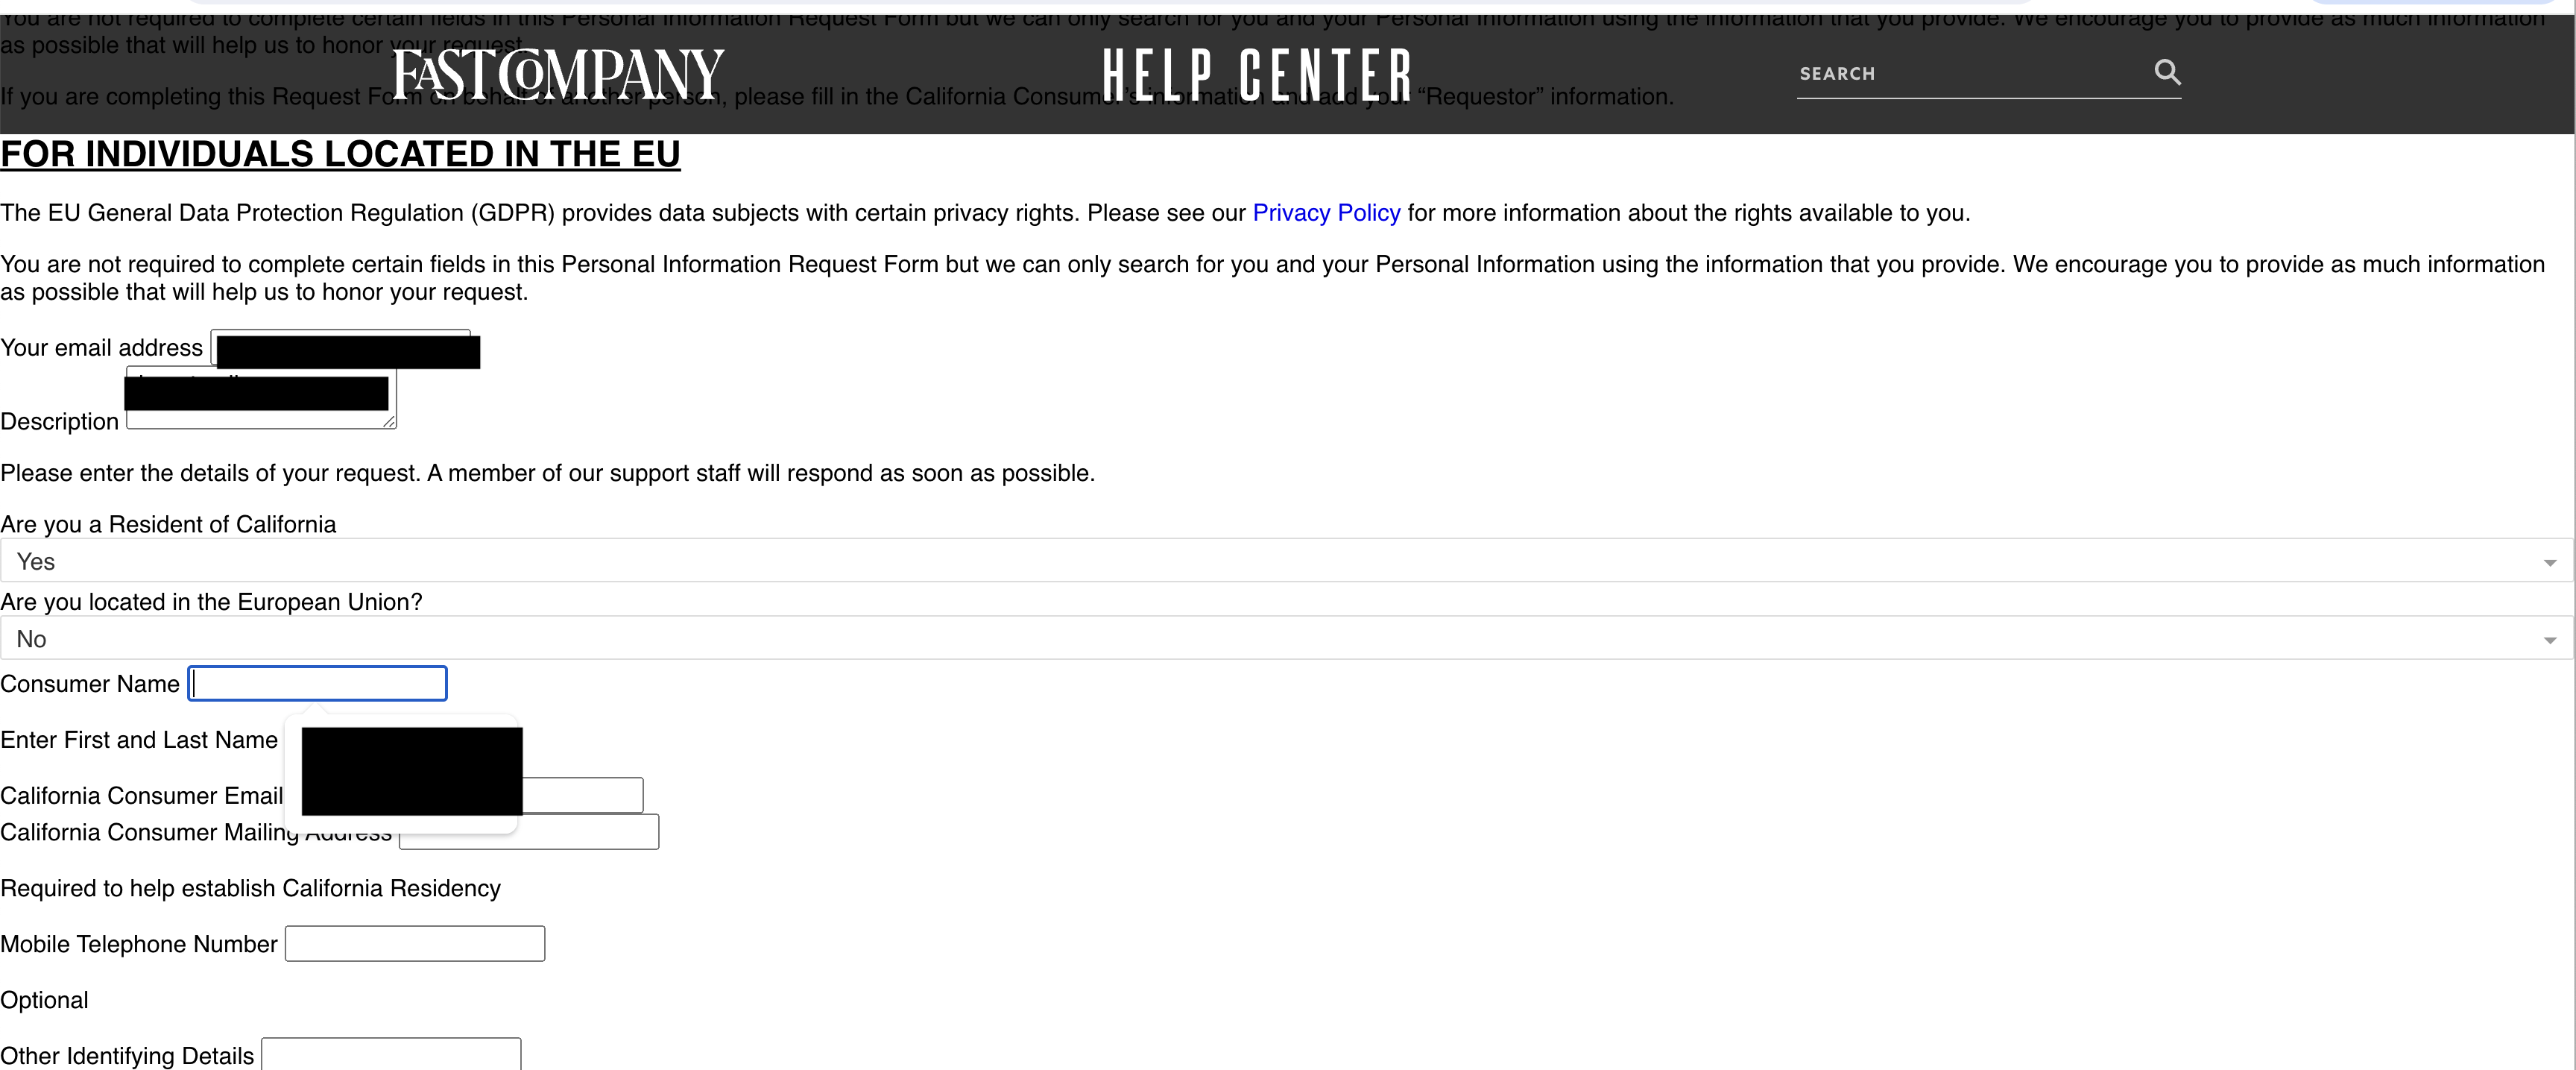 You are not required to complete certain fields in this Personal Information Request Form but we can only search for you and your Personal Information using the information that you provide. We encourage you to provide as much information
as possible that will help us to honor your request.
FAST COMPANY
HELP CENTER
SEARCH
If you are completing this Request Form on behalf of another person, please fill in the California Consumer's information and add your “Requestor” information.
FOR INDIVIDUALS LOCATED IN THE EU
The EU General Data Protection Regulation (GDPR) provides data subjects with certain privacy rights. Please see our Privacy Policy for more information about the rights available to you.
You are not required to complete certain fields in this Personal Information Request Form but we can only search for you and your Personal Information using the information that you provide. We encourage you to provide as much information
as possible that will help us to honor your request.
Your email address
Description
Please enter the details of your request. A member of our support staff will respond as soon as possible.
Are you a Resident of California
Yes
Are you located in the European Union?
No
Consumer Name
Enter First and Last Name
California Consumer Email
California Consumer Mailing Address
Required to help establish California Residency
Mobile Telephone Number
Optional
Other Identifying Details